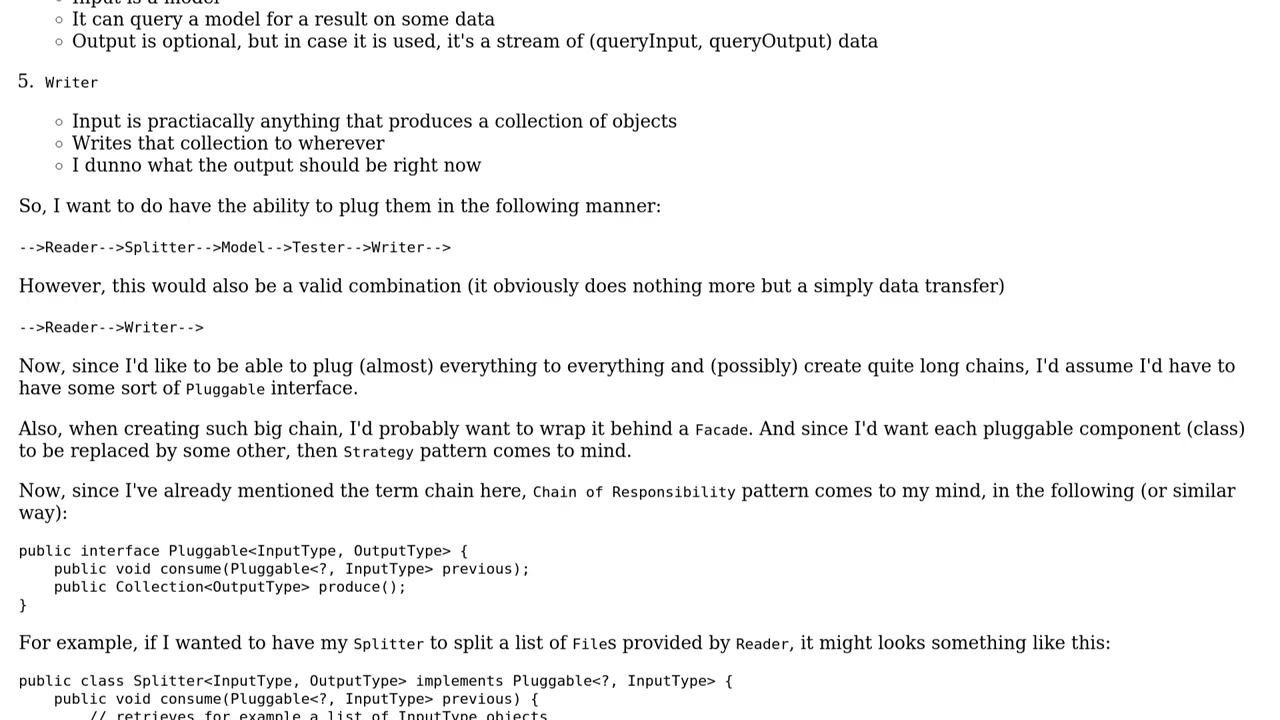 Input is a model
It can query a model for a result on some data
Output is optional, but in case it is used, it's a stream of (queryInput, queryOutput) data
5. Writer
Input is practiacally anything that produces a collection of objects
Writes that collection to wherever
I dunno what the output should be right now
So, I want to do have the ability to plug them in the following manner:
-->Reader-->Splitter-->Model-->Tester-->Writer-->
However, this would also be a valid combination (it obviously does nothing more but a simply data transfer)
-->Reader-->Writer-->
Now, since I'd like to be able to plug (almost) everything to everything and (possibly) create quite long chains, I'd assume I'd have to
have some sort of Pluggable interface.
Also, when creating such big chain, I'd probably want to wrap it behind a Facade. And since I'd want each pluggable component (class)
to be replaced by some other, then Strategy pattern comes to mind.
Now, since I've already mentioned the term chain here, Chain of Responsibility pattern comes to my mind, in the following (or similar
way):
public interface Pluggable<InputType, OutputType> {
    public void consume(Pluggable<?, InputType> previous);
    public Collection<OutputType> produce();
}
For example, if I wanted to have my Splitter to split a list of Files provided by Reader, it might looks something like this:
public class Splitter<InputType, OutputType> implements Pluggable<?, InputType> {
    public void consume(Pluggable<?, InputType> previous) {
        // retrieves for example a list of InputType objects